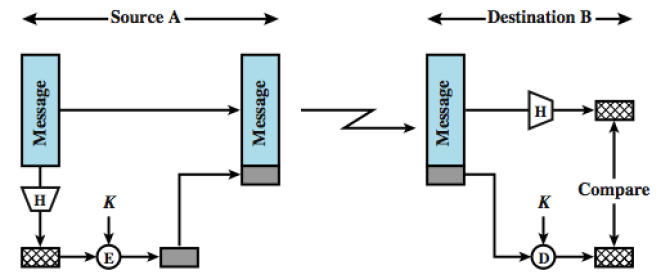 Source A
Destination B
Message
Message
Message
H
H
K
K
Compare
E
D